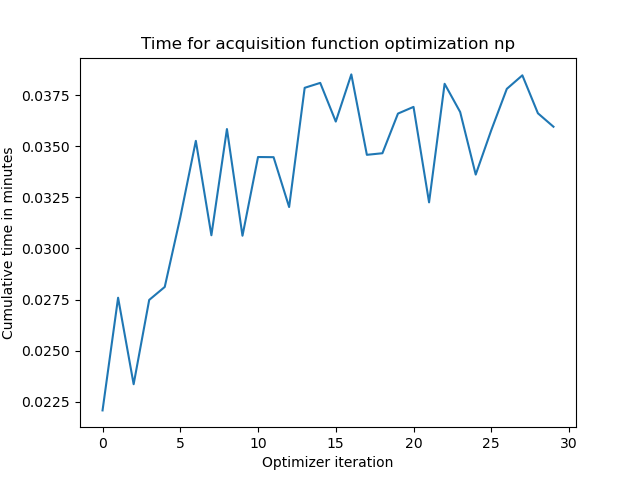 Time for acquisition function optimization np
Cumulative time in minutes
0.0375
0.0350
0.0325
0.0300
0.0275
0.0250
0.0225
0 5 10 15 20 25 30
Optimizer iteration